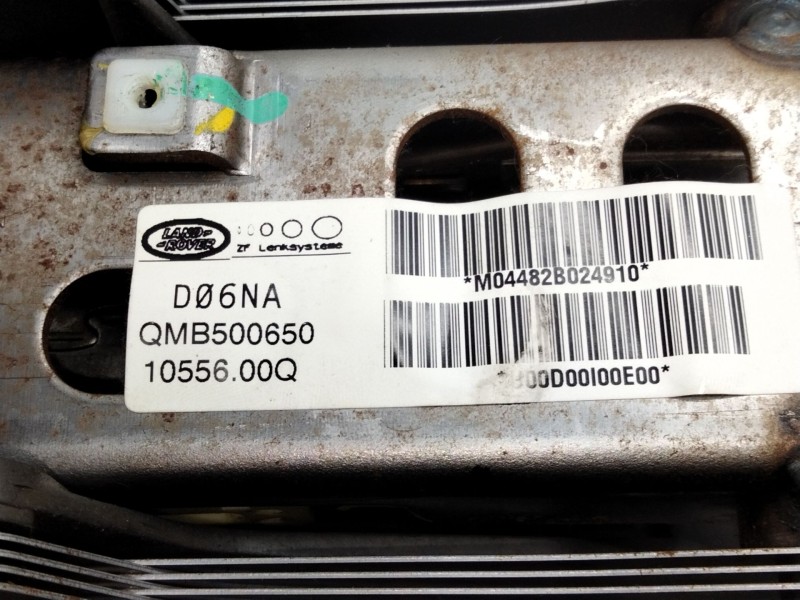 LAND-
-ROVER
ZF Lenksysteme
DØ6NA
QMB500650
10556.00Q
*M04482B024910*